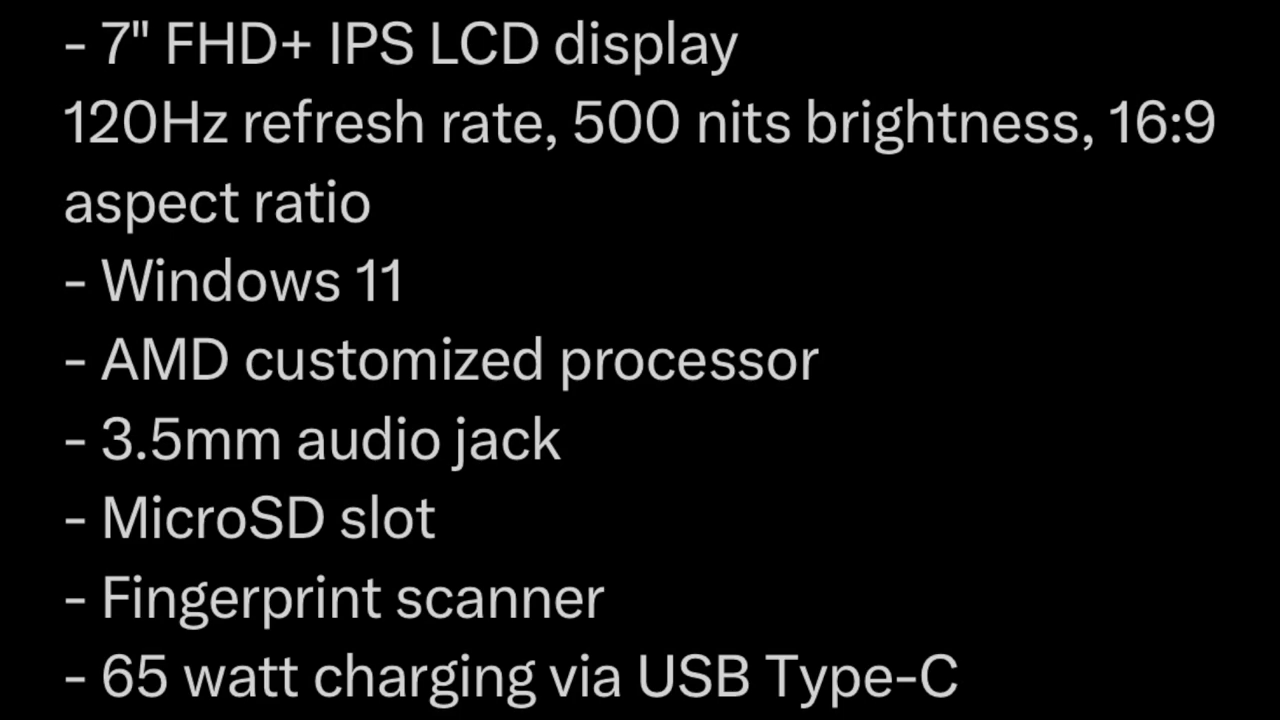 - 7" FHD+ IPS LCD display
120Hz refresh rate, 500 nits brightness, 16:9
aspect ratio
- Windows 11
- AMD customized processor
- 3.5mm audio jack
- MicroSD slot
- Fingerprint scanner
- 65 watt charging via USB Type-C